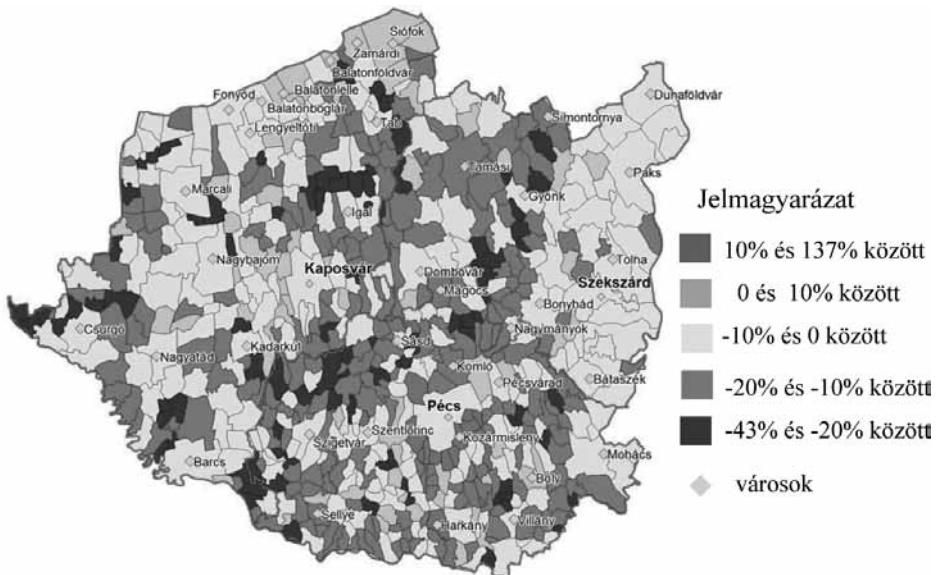 Siófok
Zamárdi
Balatonföldvár
Balatonlelle
Fonyód
Balatonboglár
Lengyeltóti
Tab
Dunaföldvár
Simontornya
Tamási
Paks
Marcali
Gyönk
Igal
Nagybajom
Kaposvár
Dombóvár
Mágocs
Tolna
Szekszárd
Bonyhád
Csurgó
Nagymányok
Nagyatád
Kadarkút
Sásd
Komló
Pécsvárad
Bátaszék
Pécs
Szigetvár
Szentlőrinc
Kozármisleny
Mohács
Barcs
Bóly
Sellye
Harkány
Villány
Jelmagyarázat
10% és 137% között
0 és 10% között
-10% és 0 között
-20% és -10% között
-43% és -20% között
városok